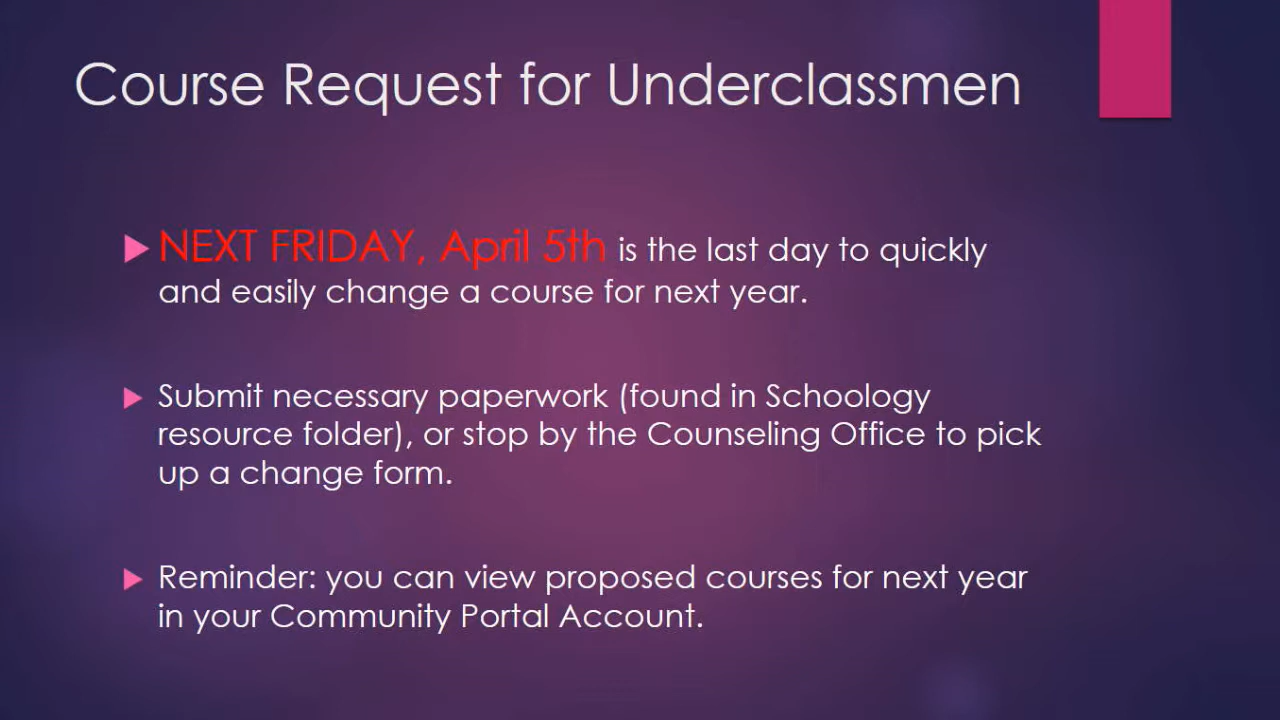 Course Request for Underclassmen
NEXT FRIDAY, April 5th is the last day to quickly
and easily change a course for next year.
Submit necessary paperwork (found in Schoology
resource folder), or stop by the Counseling Office to pick
up a change form.
Reminder: you can view proposed courses for next year
in your Community Portal Account.